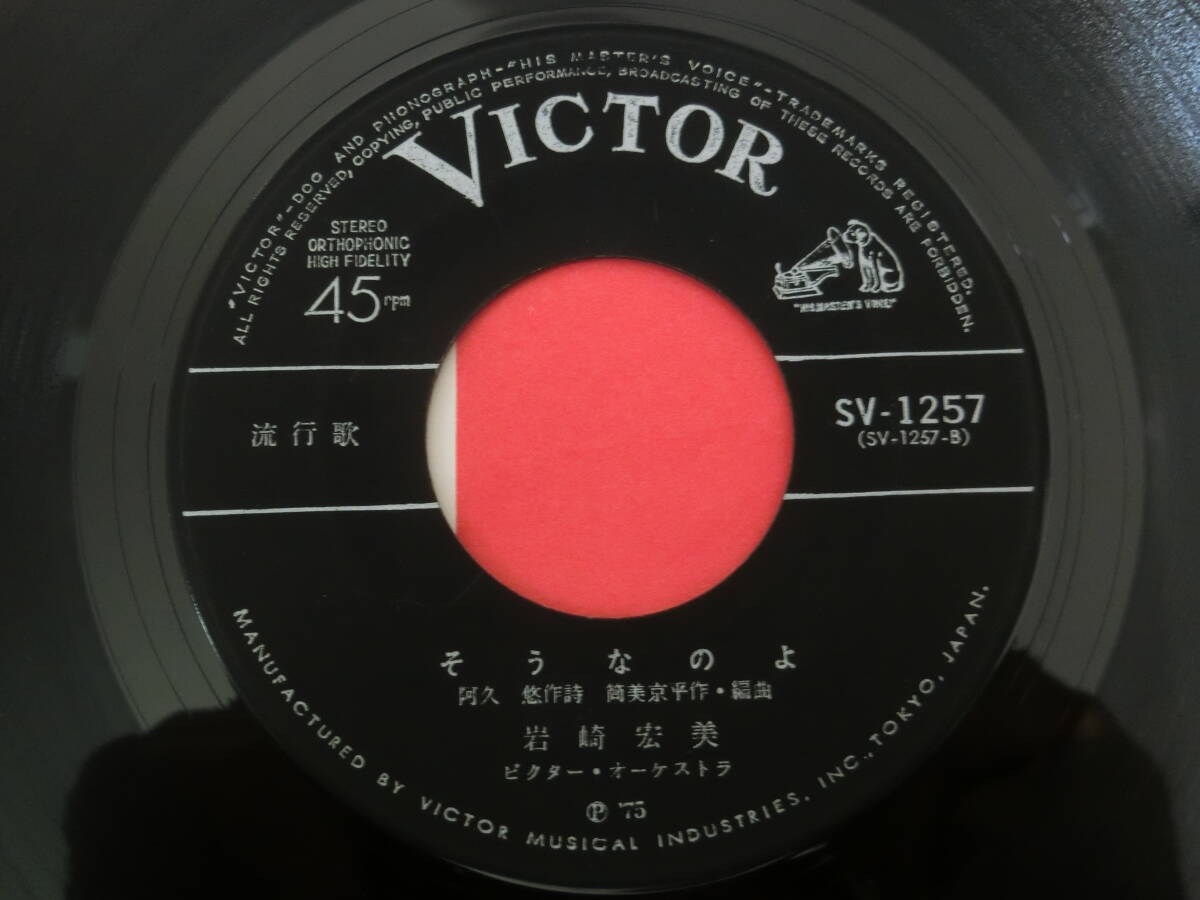 "VICTOR"-DOG AND PHONOGRAPH-"HIS MASTER'S VOICE"-TRADEMARKS REGISTERED.
ALL RIGHTS RESERVED, COPYING, PUBLIC PERFORMANCE, BROADCASTING OF THESE RECORDS ARE FORBIDDEN.
VICTOR
STEREO
ORTHOPHONIC
HIGH FIDELITY
45rpm
"HIS MASTER'S VOICE"
流行歌
SV-1257
(SV-1257-B)
そうなのよ
阿久 悠作詩 筒美京平作・編曲
岩崎宏美
ビクター・オーケストラ
Ⓟ '75
MANUFACTURED BY VICTOR MUSICAL INDUSTRIES, INC., TOKYO, JAPAN.